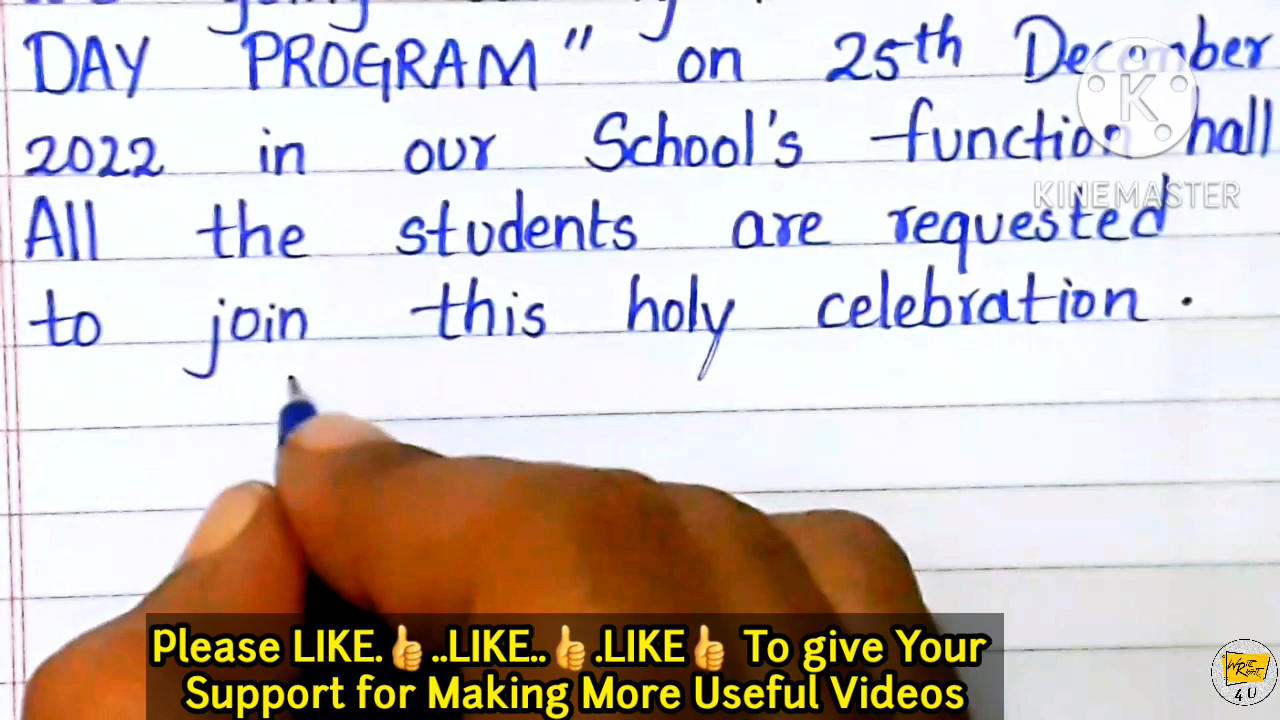 DAY PROGRAM" on 25th December
2022 in our School's function hall
All the students are requested
to join this holy celebration.
K
KINEMASTER
Please LIKE.👍..LIKE..👍.LIKE👍 To give Your
Support for Making More Useful Videos
4U